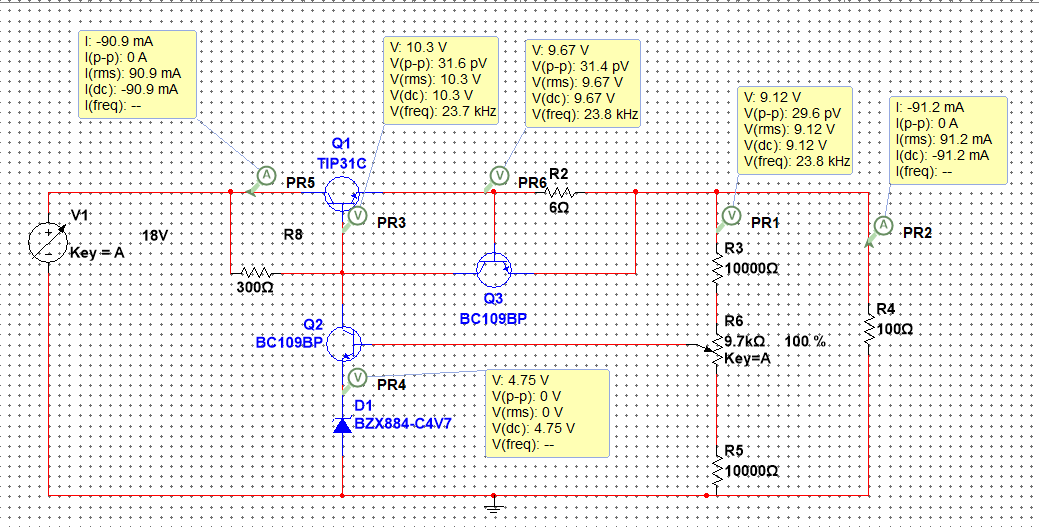 I: -90.9 mA
I(p-p): 0 A
I(rms): 90.9 mA
I(dc): -90.9 mA
I(freq): --
V: 10.3 V
V(p-p): 31.6 pV
V(rms): 10.3 V
V(dc): 10.3 V
V(freq): 23.7 kHz
V: 9.67 V
V(p-p): 31.4 pV
V(rms): 9.67 V
V(dc): 9.67 V
V(freq): 23.8 kHz
V: 9.12 V
V(p-p): 29.6 pV
V(rms): 9.12 V
V(dc): 9.12 V
V(freq): 23.8 kHz
I: -91.2 mA
I(p-p): 0 A
I(rms): 91.2 mA
I(dc): -91.2 mA
I(freq): --
Q1
TIP31C
A
PR5
V
PR3
V
PR6
R2
6Ω
V
PR1
A
PR2
V1
18V
Key = A
R8
300Ω
Q3
BC109BP
R3
10000Ω
Q2
BC109BP
R6
9.7kΩ
100 %
Key=A
R4
100Ω
V
PR4
V: 4.75 V
V(p-p): 0 V
V(rms): 0 V
V(dc): 4.75 V
V(freq): --
D1
BZX884-C4V7
R5
10000Ω